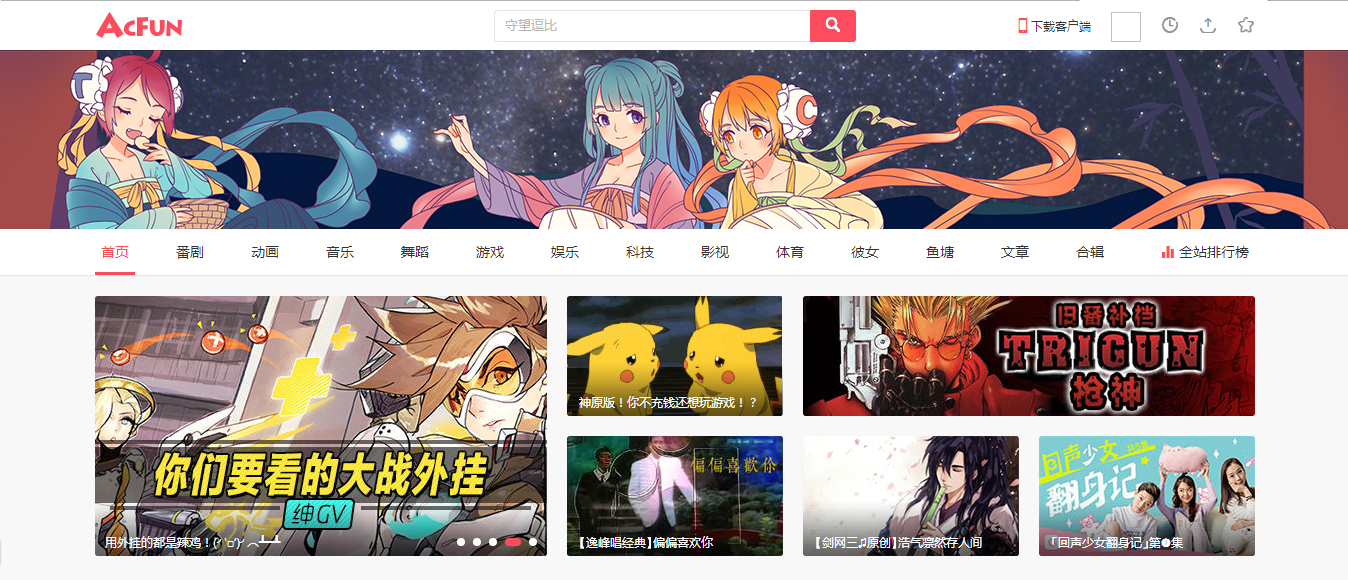 AcFun
守望逗比
下载客户端
T
C
首页 番剧 动画 音乐 舞蹈 游戏 娱乐 科技 影视 体育 彼女 鱼塘 文章 合辑 全站排行榜
你们要看的大战外挂
绅GV
用外挂的都是辣鸡！(╯‵□′)╯︵┻━┻
神原版！你不充钱还想玩游戏！？
旧番补档
TRIGUN
枪神
偏偏喜歡你
【逸峰唱经典】偏偏喜欢你
【剑网三♫原创】浩气凛然存人间
回声少女
翻身记
「回声少女翻身记」第❶集